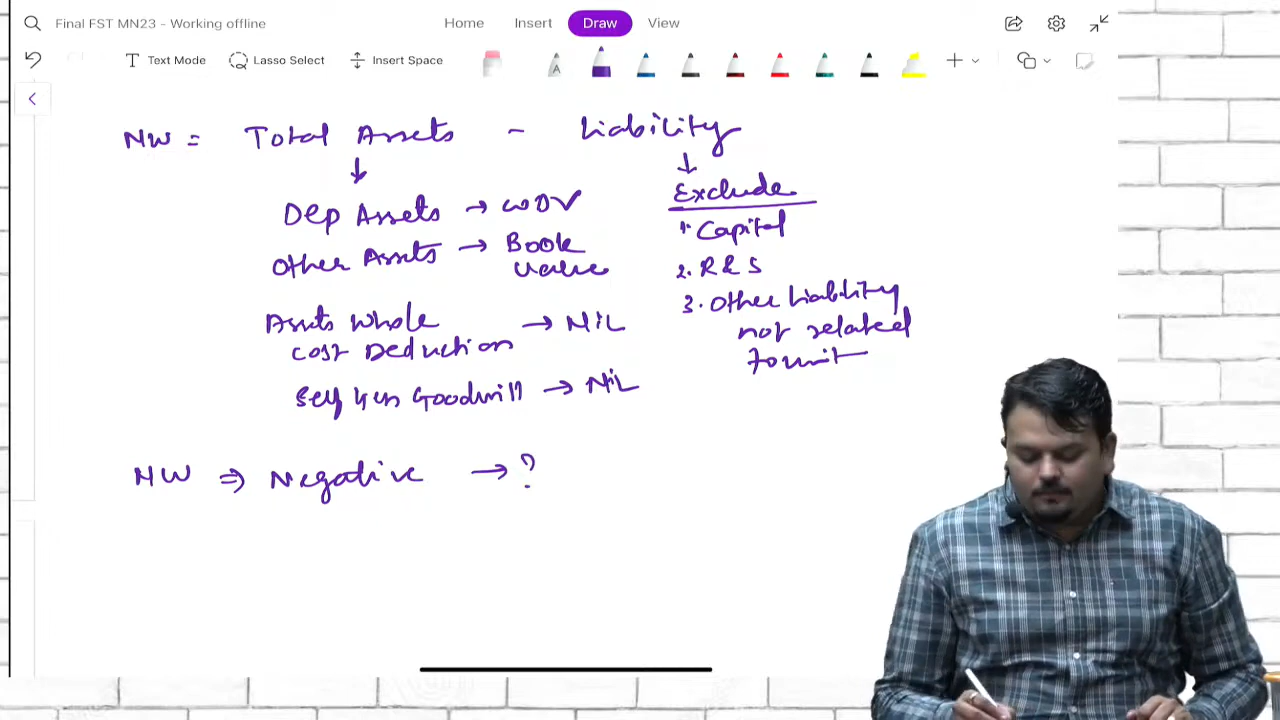 Final FST MN23 - Working offline
Home Insert Draw View
Text Mode Lasso Select Insert Space
NW = Total Assets - Liability
Dep Assets → WDV
Other Assets → Book
Value
Assets Whole
Cost Deduction → NIL
Self Gen Goodwill → NIL
Exclude
1. Capital
2. R&S
3. Other Liability
not related
to unit
NW ⇒ Negative → ?